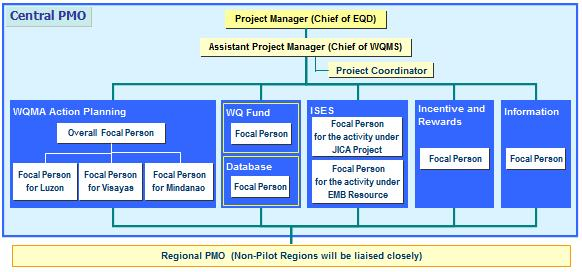 Central PMO
Project Manager (Chief of EQD)
Assistant Project Manager (Chief of WQMS)
Project Coordinator
WQMA Action Planning
Overall Focal Person
Focal Person
for Luzon
Focal Person
for Visayas
Focal Person
for Mindanao
WQ Fund
Focal Person
Database
Focal Person
ISES
Focal Person
for the activity under
JICA Project
Focal Person
for the activity under
EMB Resource
Incentive and
Rewards
Focal Person
Information
Focal Person
Regional PMO (Non-Pilot Regions will be liaised closely)